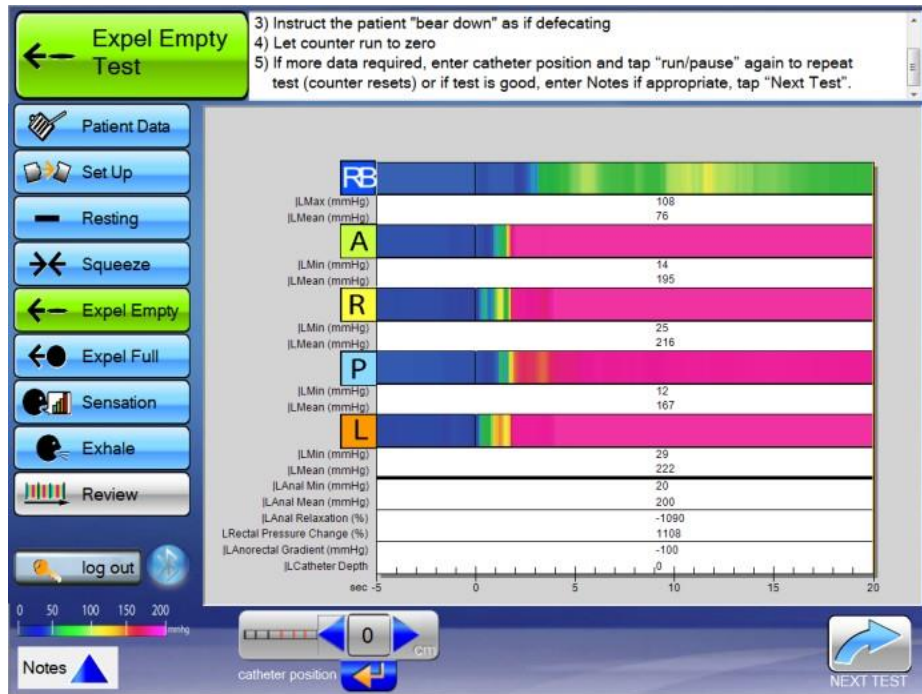 Expel Empty
Test
3) Instruct the patient "bear down" as if defecating
4) Let counter run to zero
5) If more data required, enter catheter position and tap "run/pause" again to repeat
test (counter resets) or if test is good, enter Notes if appropriate, tap "Next Test".
Patient Data
Set Up
Resting
Squeeze
Expel Empty
Expel Full
Sensation
Exhale
Review
log out
0 50 100 150 200
mmhg
Notes
RB
|LMax (mmHg) 108
|LMean (mmHg) 76
A
|LMin (mmHg) 14
|LMean (mmHg) 195
R
|LMin (mmHg) 25
|LMean (mmHg) 216
P
|LMin (mmHg) 12
|LMean (mmHg) 167
L
|LMin (mmHg) 29
|LMean (mmHg) 222
|LAnal Min (mmHg) 20
|LAnal Mean (mmHg) 200
|LAnal Relaxation (%) -1090
LRectal Pressure Change (%) 1108
|LAnorectal Gradient (mmHg) -100
|LCatheter Depth 0
sec -5 0 5 10 15 20
0
cm
catheter position
NEXT TEST